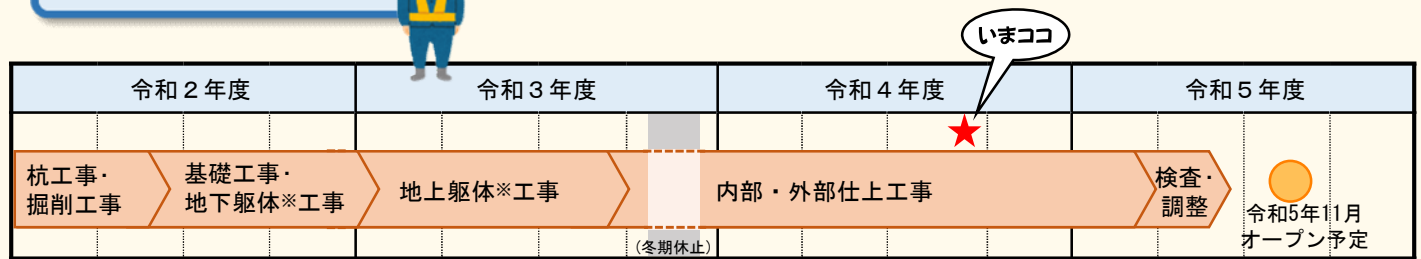 いまココ
令和２年度
令和３年度
令和４年度
令和５年度
杭工事・
掘削工事
基礎工事・
地下躯体※工事
地上躯体※工事
内部・外部仕上工事
検査・
調整
(冬期休止)
令和5年11月
オープン予定